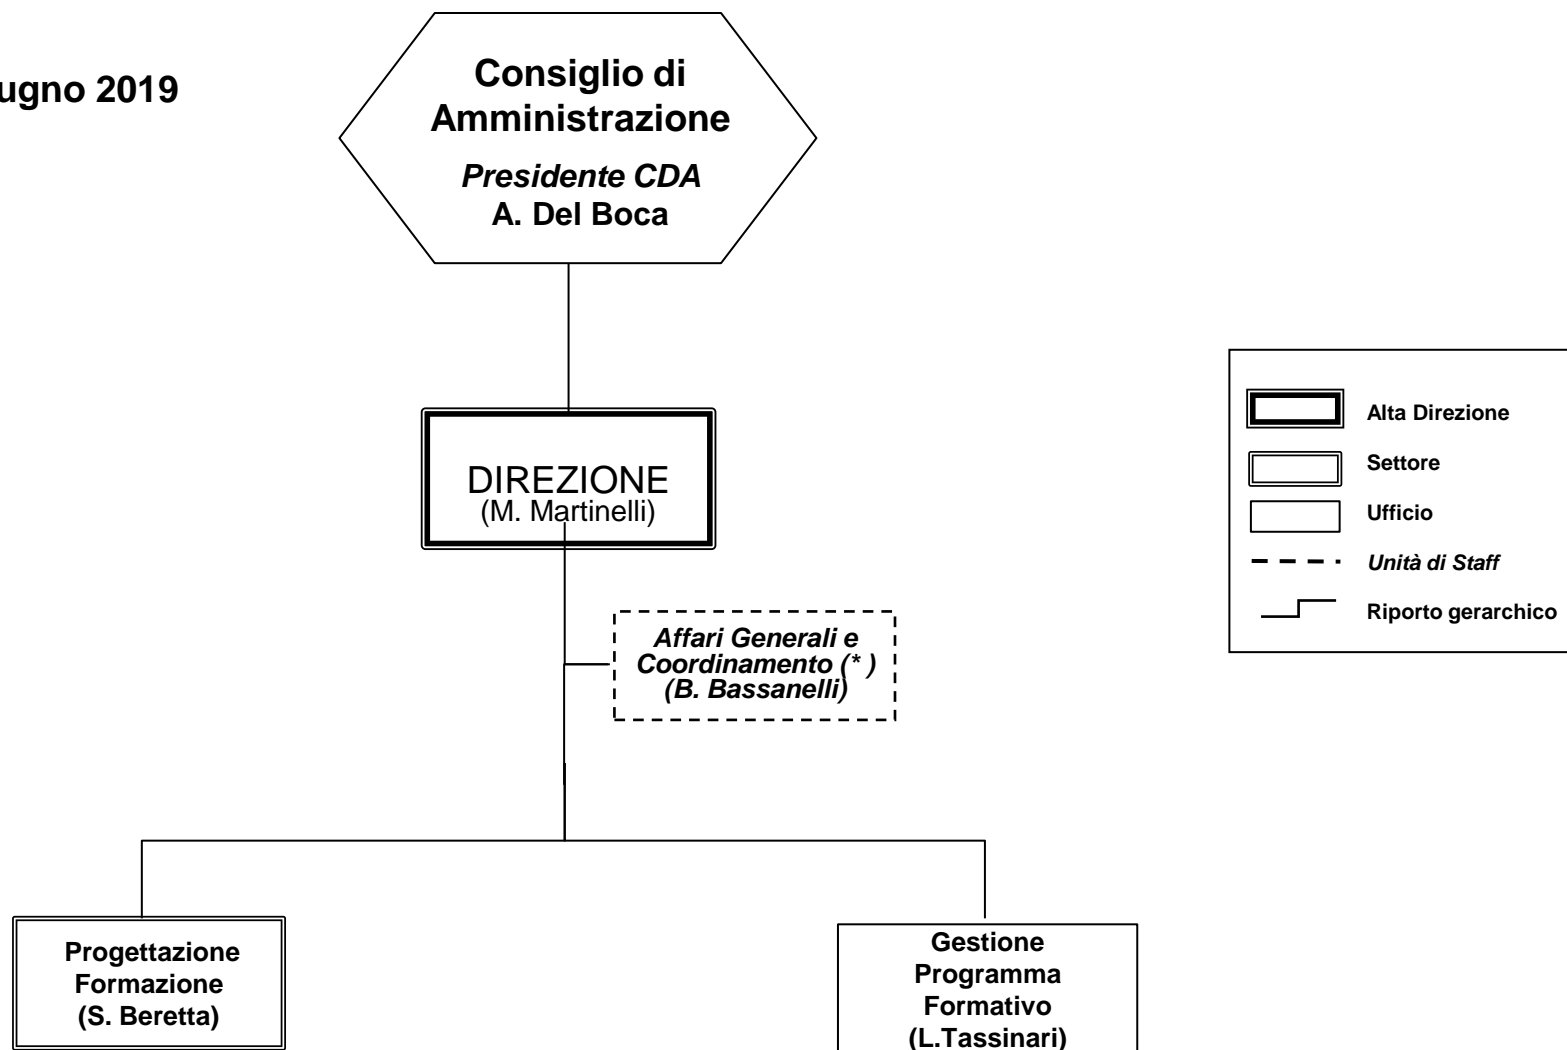 ugno 2019
Consiglio di
Amministrazione
Presidente CDA
A. Del Boca
DIREZIONE
(M. Martinelli)
Affari Generali e
Coordinamento (* )
(B. Bassanelli)
Progettazione
Formazione
(S. Beretta)
Gestione
Programma
Formativo
(L.Tassinari)
Alta Direzione
Settore
Ufficio
Unità di Staff
Riporto gerarchico